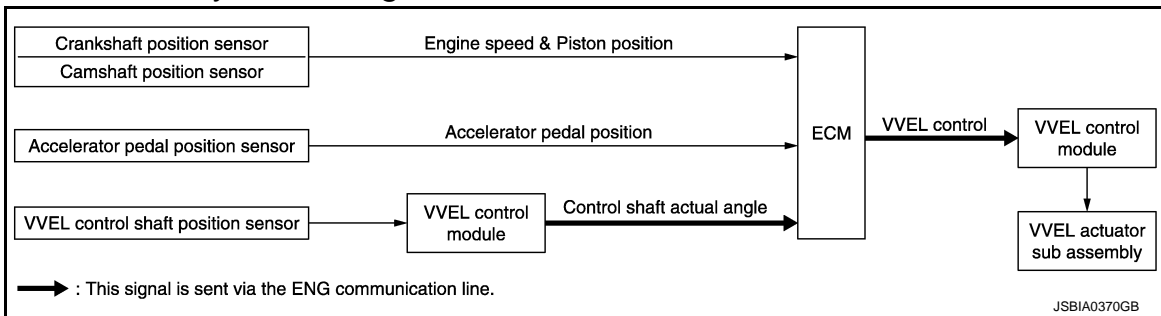 Crankshaft position sensor
Camshaft position sensor
Engine speed & Piston position
Accelerator pedal position sensor
Accelerator pedal position
VVEL control shaft position sensor
VVEL control
module
Control shaft actual angle
ECM
VVEL control
VVEL control
module
VVEL actuator
sub assembly
: This signal is sent via the ENG communication line.
JSBIA0370GB